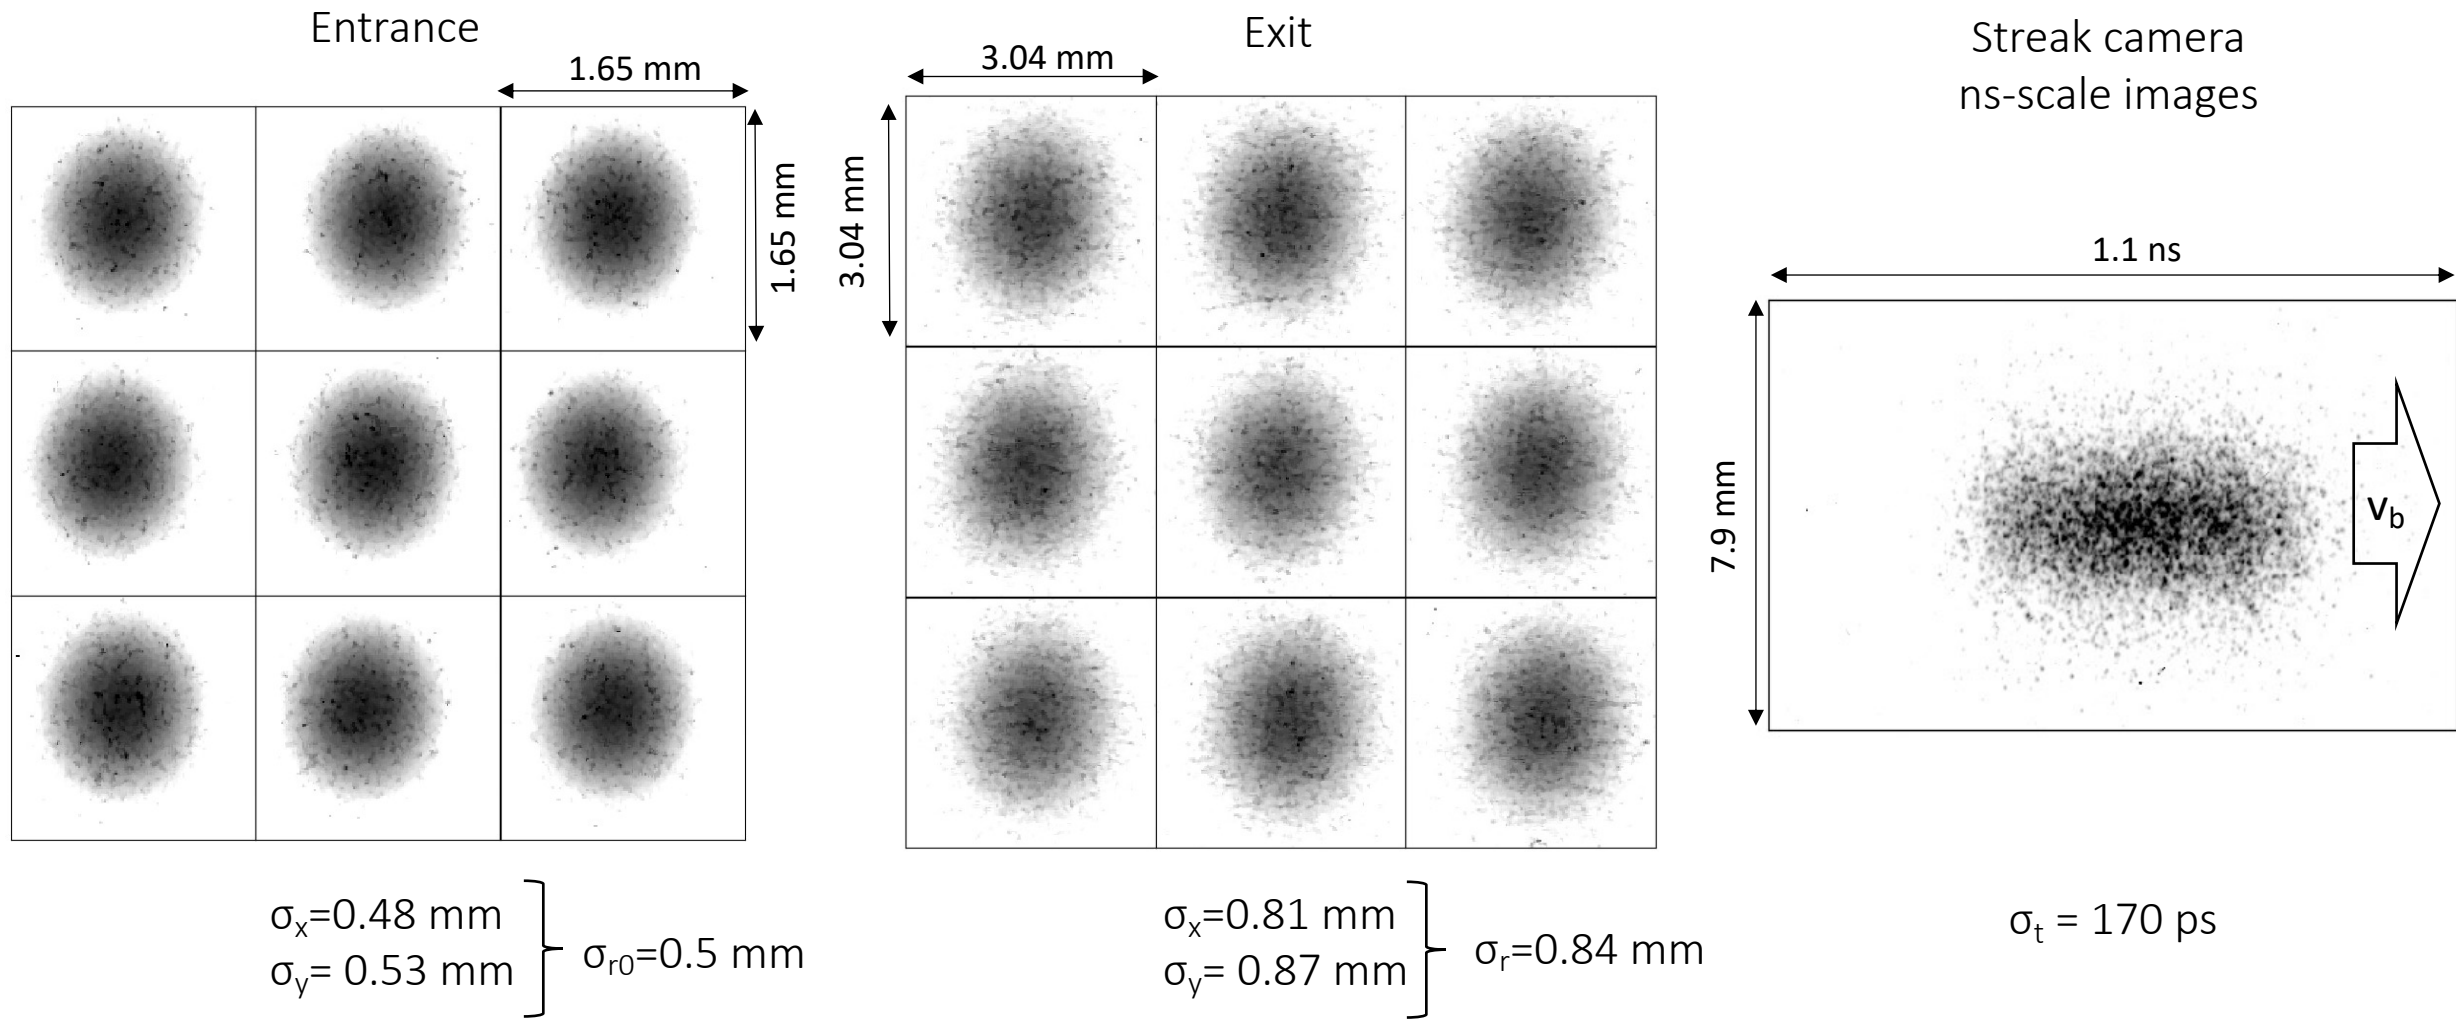 Entrance
1.65 mm
1.65 mm
σx=0.48 mm
σy= 0.53 mm
σr0=0.5 mm
Exit
3.04 mm
3.04 mm
σx=0.81 mm
σy= 0.87 mm
σr=0.84 mm
Streak camera
ns-scale images
1.1 ns
7.9 mm
vb
σt = 170 ps